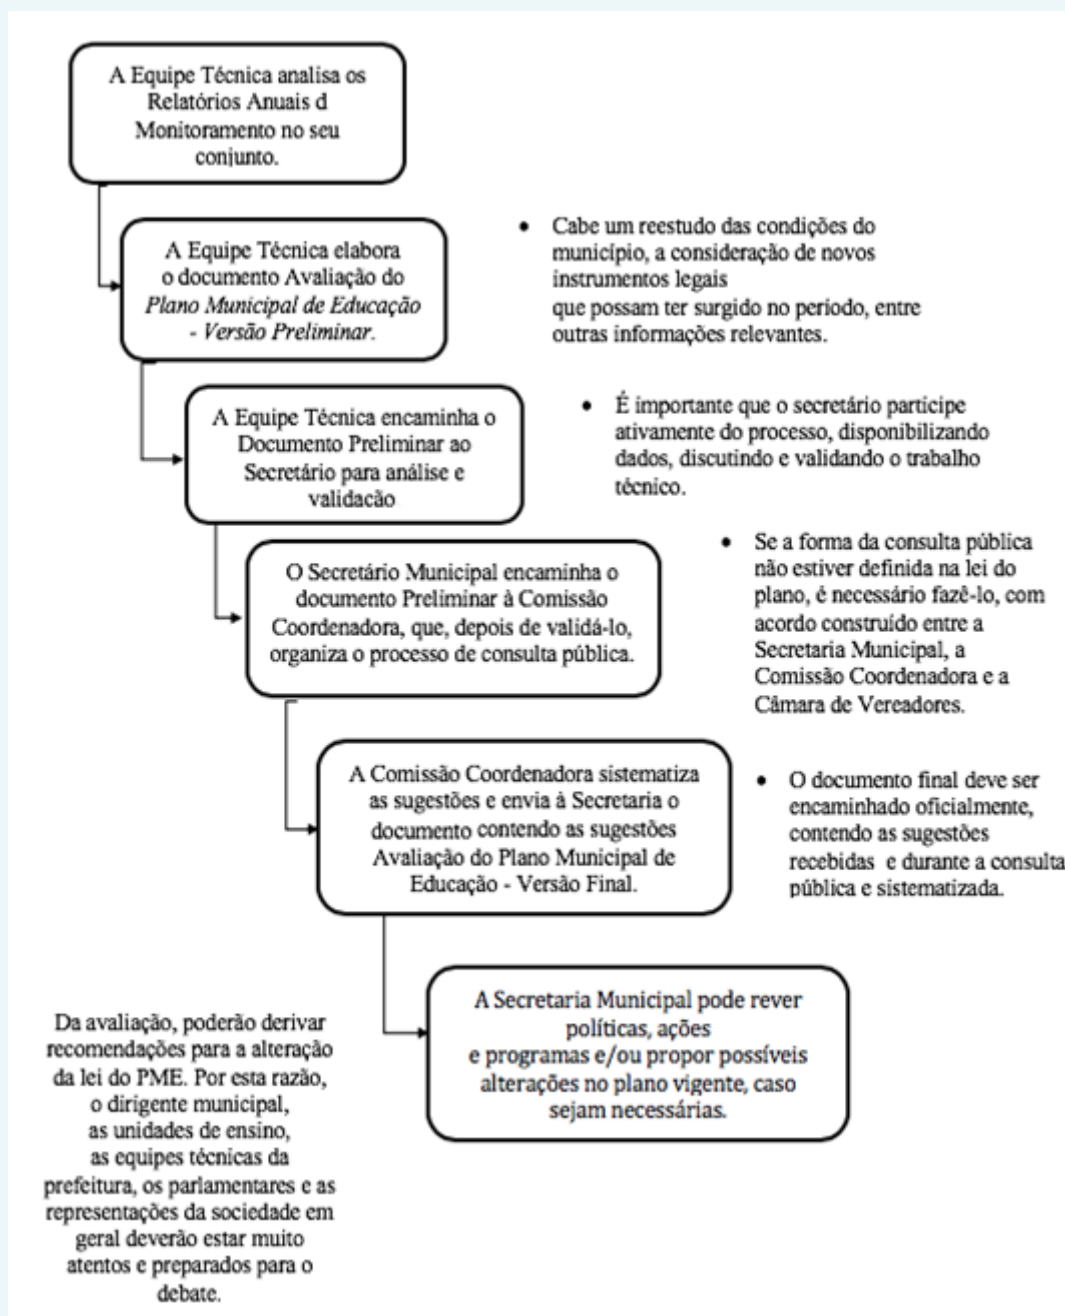 A Equipe Técnica analisa os
Relatórios Anuais d
Monitoramento no seu
conjunto.
A Equipe Técnica elabora
o documento Avaliação do
Plano Municipal de Educação
- Versão Preliminar.
• Cabe um reestudo das condições do
município, a consideração de novos
instrumentos legais
que possam ter surgido no período, entre
outras informações relevantes.
A Equipe Técnica encaminha o
Documento Preliminar ao
Secretário para análise e
validacão
• É importante que o secretário participe
ativamente do processo, disponibilizando
dados, discutindo e validando o trabalho
técnico.
O Secretário Municipal encaminha o
documento Preliminar à Comissão
Coordenadora, que, depois de validá-lo,
organiza o processo de consulta pública.
• Se a forma da consulta pública
não estiver definida na lei do
plano, é necessário fazê-lo, com
acordo construído entre a
Secretaria Municipal, a
Comissão Coordenadora e a
Câmara de Vereadores.
A Comissão Coordenadora sistematiza
as sugestões e envia à Secretaria o
documento contendo as sugestões
Avaliação do Plano Municipal de
Educação - Versão Final.
• O documento final deve ser
encaminhado oficialmente,
contendo as sugestões
recebidas e durante a consulta
pública e sistematizada.
A Secretaria Municipal pode rever
políticas, ações
e programas e/ou propor possíveis
alterações no plano vigente, caso
sejam necessárias.
Da avaliação, poderão derivar
recomendações para a alteração
da lei do PME. Por esta razão,
o dirigente municipal,
as unidades de ensino,
as equipes técnicas da
prefeitura, os parlamentares e as
representações da sociedade em
geral deverão estar muito
atentos e preparados para o
debate.